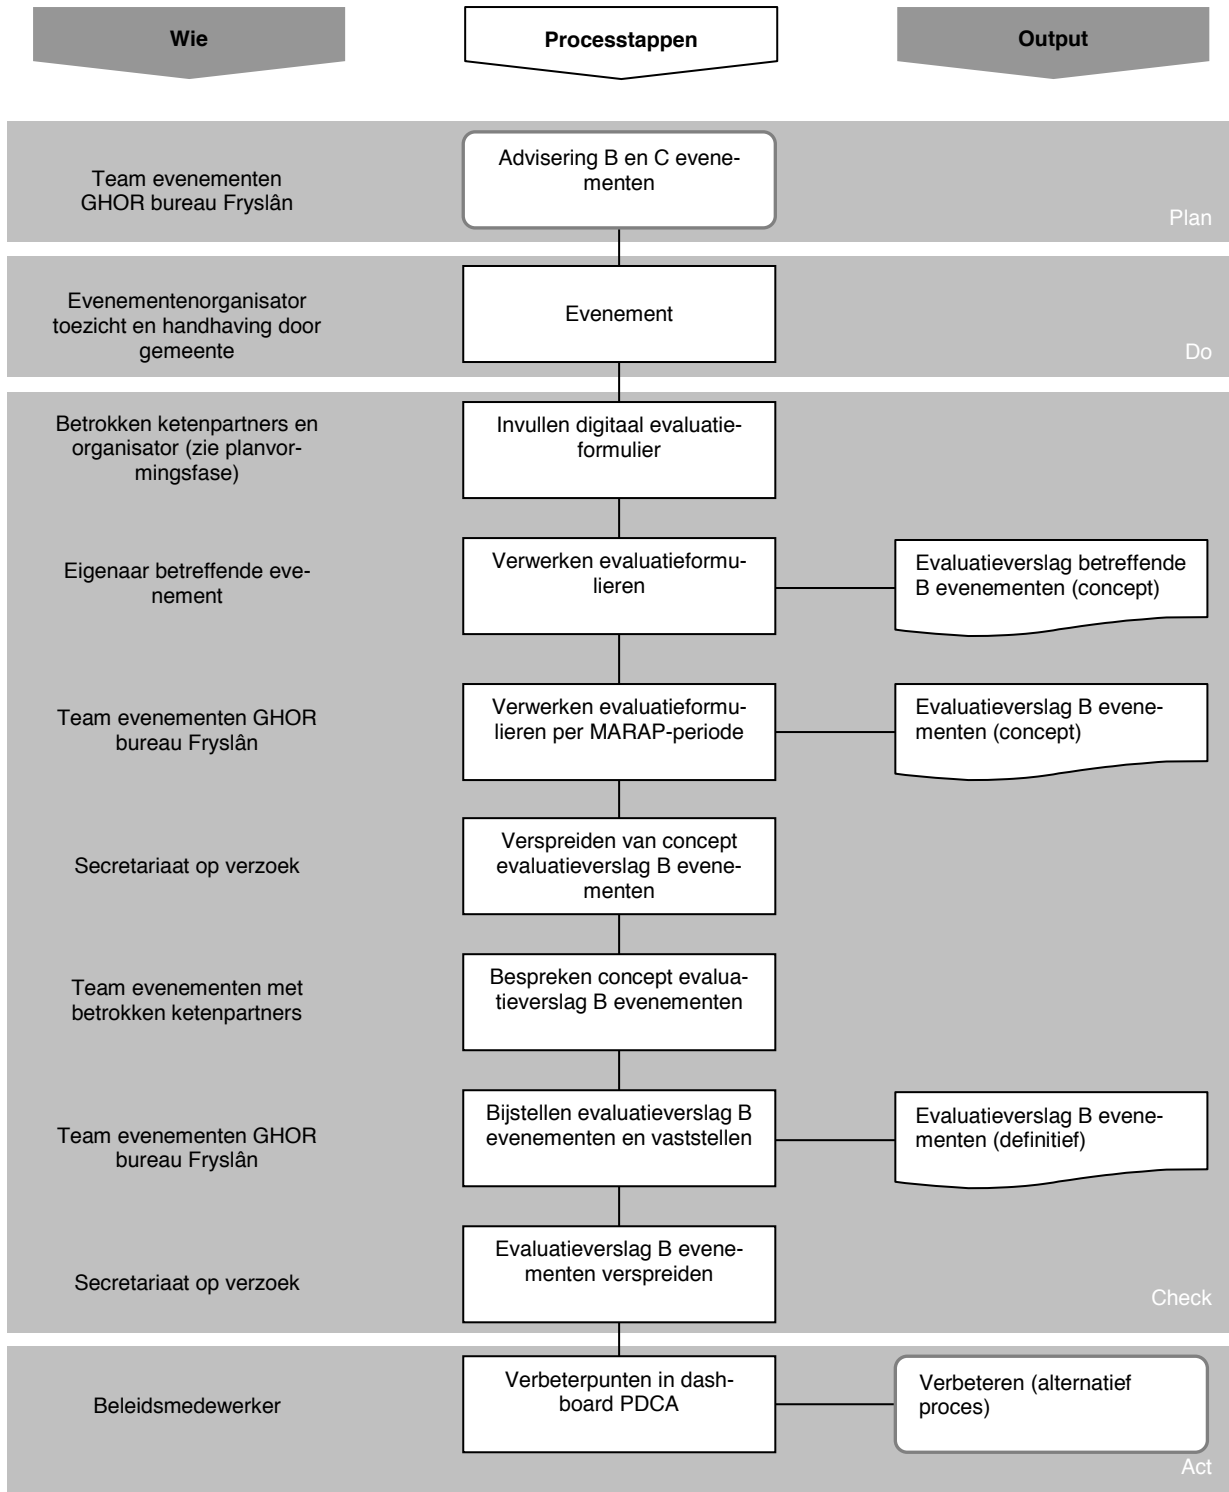 Wie
Processtappen
Output
Team evenementen
GHOR bureau Fryslân
Advisering B en C evene-
menten
Plan
Evenementenorganisator
toezicht en handhaving door
gemeente
Evenement
Do
Betrokken ketenpartners en
organisator (zie planvor-
mingsfase)
Invullen digitaal evaluatie-
formulier
Eigenaar betreffende eve-
nement
Verwerken evaluatieformu-
lieren
Evaluatieverslag betreffende
B evenementen (concept)
Team evenementen GHOR
bureau Fryslân
Verwerken evaluatieformu-
lieren per MARAP-periode
Evaluatieverslag B evene-
menten (concept)
Secretariaat op verzoek
Verspreiden van concept
evaluatieverslag B evene-
menten
Team evenementen met
betrokken ketenpartners
Bespreken concept evalua-
tieverslag B evenementen
Team evenementen GHOR
bureau Fryslân
Bijstellen evaluatieverslag B
evenementen en vaststellen
Evaluatieverslag B evene-
menten (definitief)
Secretariaat op verzoek
Evaluatieverslag B evene-
menten verspreiden
Check
Beleidsmedewerker
Verbeterpunten in dash-
board PDCA
Verbeteren (alternatief
proces)
Act